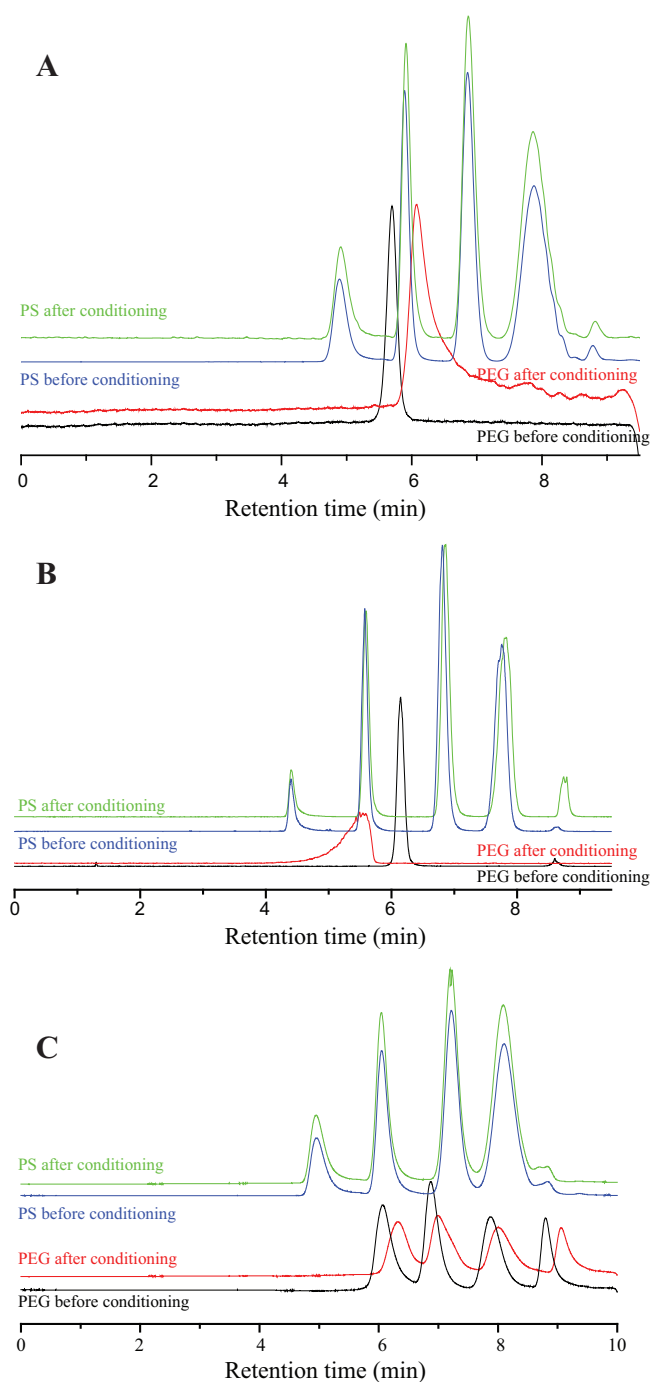 A
PS after conditioning
PS before conditioning
PEG after conditioning
PEG before conditioning
0 2 4 6 8
Retention time (min)
B
PS after conditioning
PS before conditioning
PEG after conditioning
PEG before conditioning
0 2 4 6 8
Retention time (min)
C
PS after conditioning
PS before conditioning
PEG after conditioning
PEG before conditioning
0 2 4 6 8 10
Retention time (min)